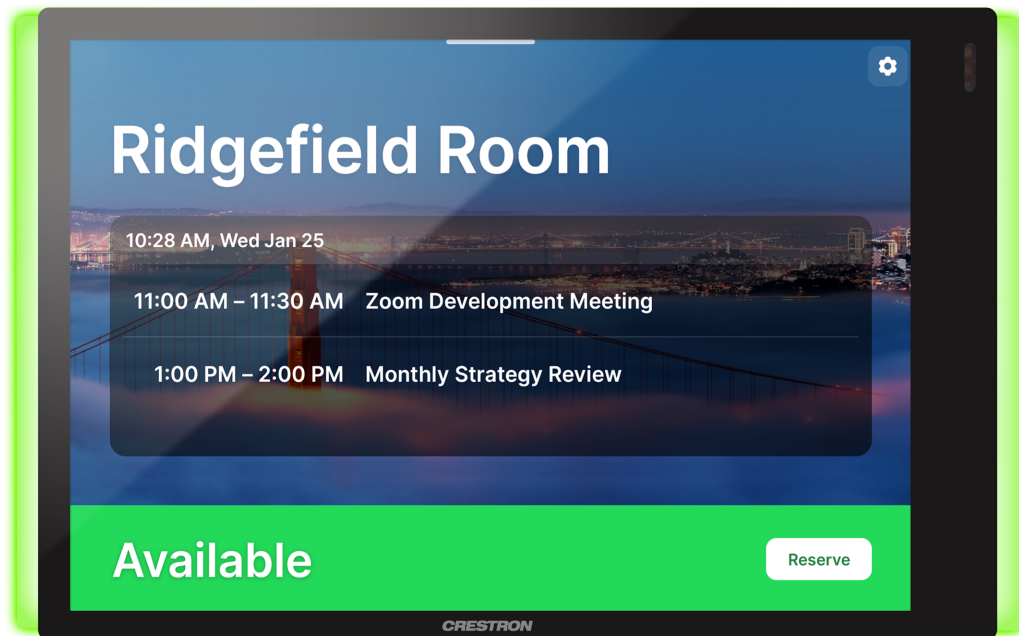 Ridgefield Room
10:28 AM, Wed Jan 25
11:00 AM – 11:30 AM Zoom Development Meeting
1:00 PM – 2:00 PM Monthly Strategy Review
Available
Reserve
CRESTRON